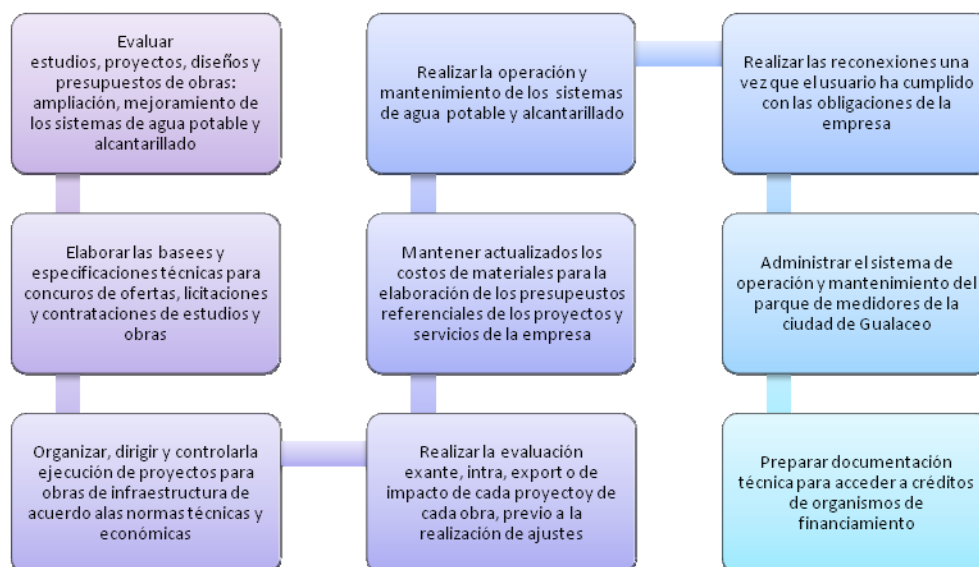 Evaluar
estudios, proyectos, diseños y
presupuestos de obras:
ampliación, mejoramiento de
los sistemas de agua potable y
alcantarillado
Elaborar las basees y
especificaciones técnicas para
concuros de ofertas, licitaciones
y contrataciones de estudios y
obras
Organizar, dirigir y controlarla
ejecución de proyectos para
obras de infraestructura de
acuerdo alas normas técnicas y
económicas
Realizar la evaluación
exante, intra, export o de
impacto de cada proyectoy de
cada obra, previo a la
realización de ajustes
Mantener actualizados los
costos de materiales para la
elaboración de los presupeustos
referenciales de los proyectos y
servicios de la empresa
Realizar la operación y
mantenimiento de los sistemas
de agua potable y alcantarillado
Realizar las reconexiones una
vez que el usuario ha cumplido
con las obligaciones de la
empresa
Administrar el sistema de
operación y mantenimiento del
parque de medidores de la
ciudad de Gualaceo
Preparar documentación
técnica para acceder a créditos
de organismos de
financiamiento